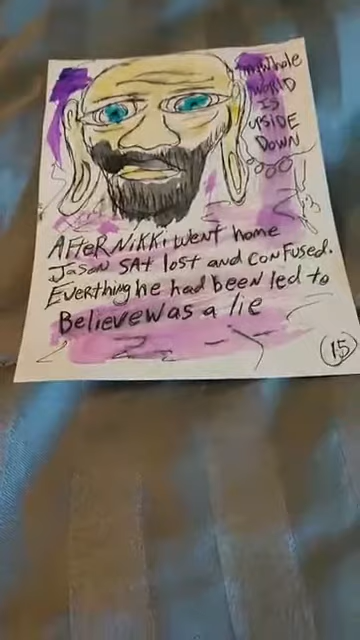 my whole
WORLD
IS
UPSIDE
DOWN
AFTER NIKKi went home
JASON SAt lost and CONFUSED.
Everthing he had been led to
Believe was a lie
15